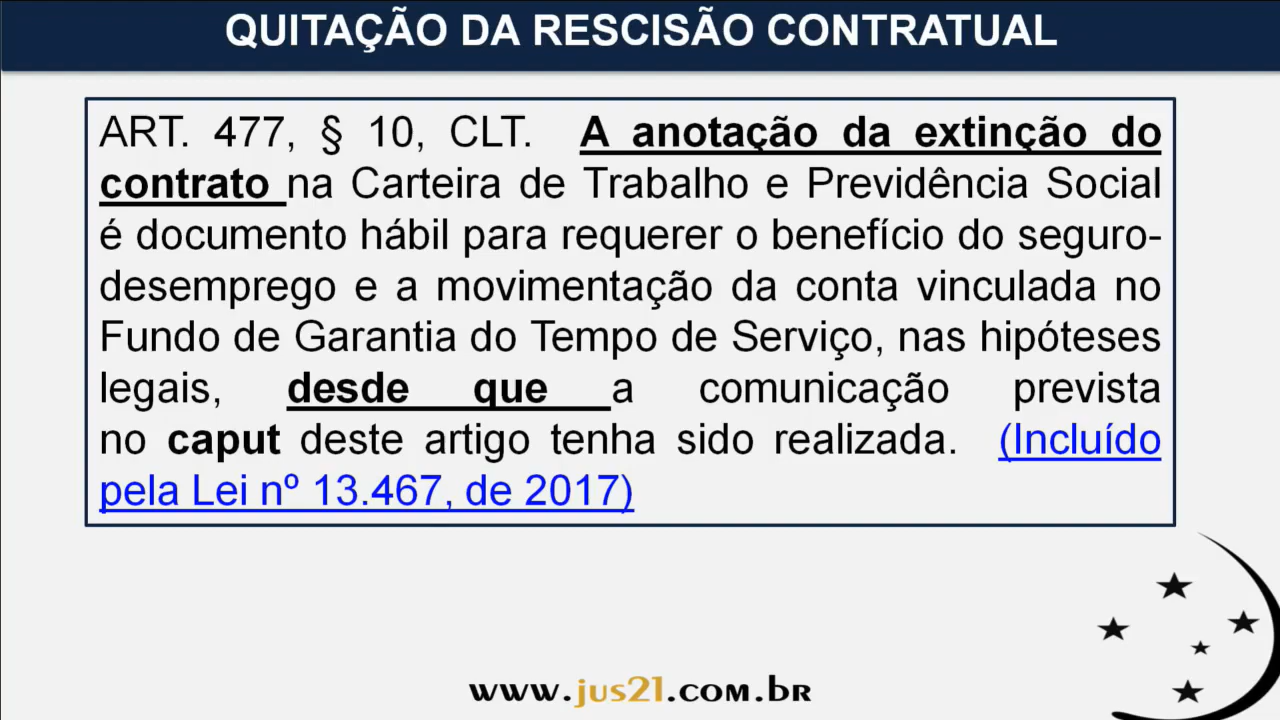 QUITAÇÃO DA RESCISÃO CONTRATUAL
ART. 477, § 10, CLT. A anotação da extinção do
contrato na Carteira de Trabalho e Previdência Social
é documento hábil para requerer o benefício do seguro-
desemprego e a movimentação da conta vinculada no
Fundo de Garantia do Tempo de Serviço, nas hipóteses
legais, desde que a comunicação prevista
no caput deste artigo tenha sido realizada. (Incluído
pela Lei nº 13.467, de 2017)
www.jus21.com.br